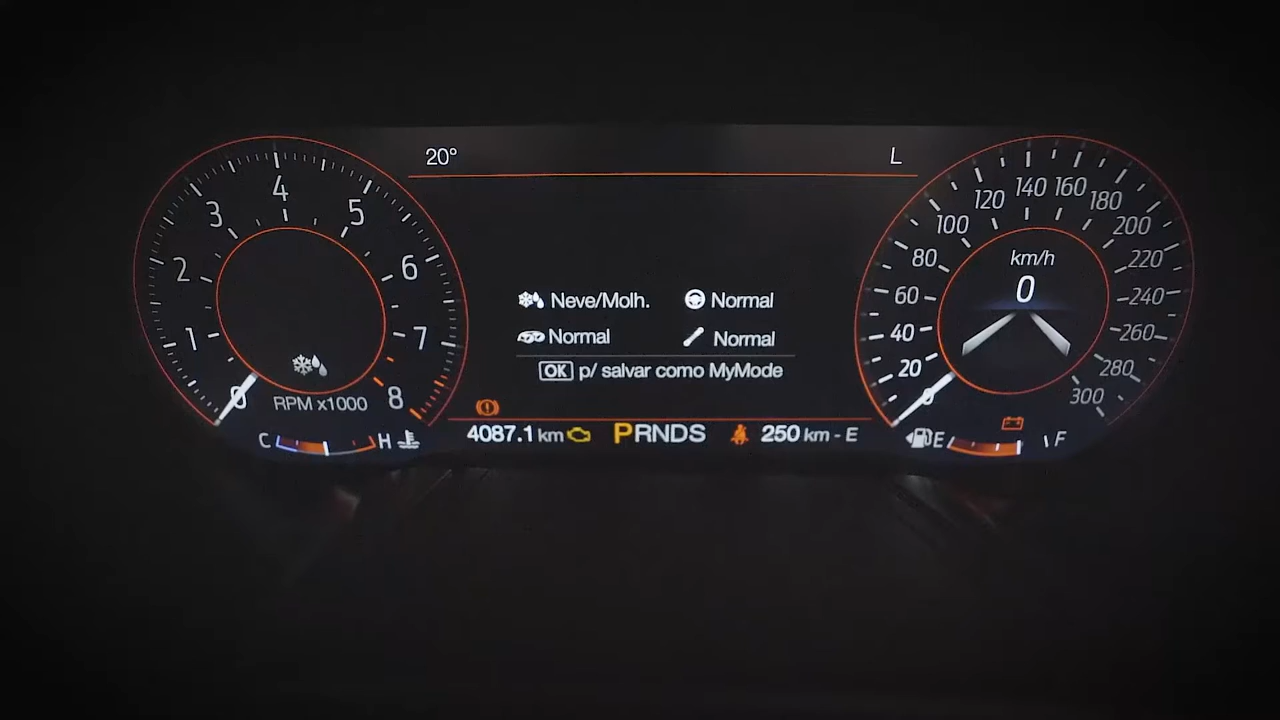 20° L
4
3 5
2 6
1 7
0 8
RPM x1000
C H
Neve/Molh. Normal
Normal Normal
OK p/ salvar como MyMode
4087.1 km PRNDS 250 km - E
140 160
120 180
100 200
80 220
60 240
40 260
20 280
0 300
km/h
0
E F